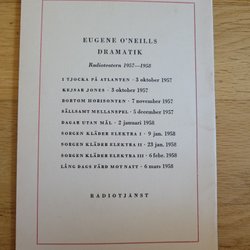 EUGENE O'NEILLS
DRAMATIK
Radioteatern 1957—1958
I TJOCKA PÅ ATLANTEN · 3 oktober 1957
KEJSAR JONES · 3 oktober 1957
BORTOM HORISONTEN · 7 november 1957
SÄLLSAMT MELLANSPEL · 5 december 1957
DAGAR UTAN MÅL · 2 januari 1958
SORGEN KLÄDER ELEKTRA I · 9 jan. 1958
SORGEN KLÄDER ELEKTRA II · 23 jan. 1958
SORGEN KLÄDER ELEKTRA III · 6 febr. 1958
LÅNG DAGS FÄRD MOT NATT · 6 mars 1958
RADIOTJÄNST